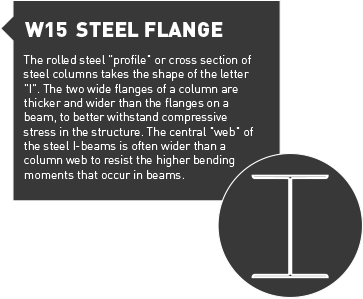 W15 STEEL FLANGE
The rolled steel "profile" or cross section of
steel columns takes the shape of the letter
"I". The two wide flanges of a column are
thicker and wider than the flanges on a
beam, to better withstand compressive
stress in the structure. The central "web" of
the steel I-beams is often wider than a
column web to resist the higher bending
moments that occur in beams.